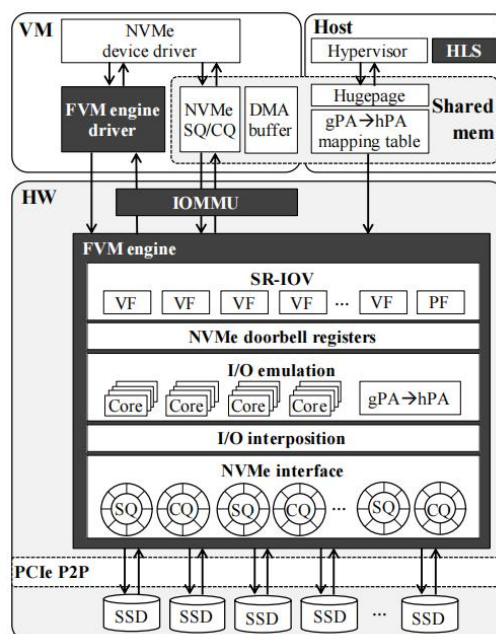 VM
NVMe
device driver
FVM engine
driver
NVMe
SQ/CQ
DMA
buffer
Host
Hypervisor
HLS
Hugepage
gPA→hPA
mapping table
Shared
mem
HW
IOMMU
FVM engine
SR-IOV
VF VF VF VF ... VF PF
NVMe doorbell registers
I/O emulation
Core Core Core Core gPA→hPA
I/O interposition
NVMe interface
SQ CQ SQ CQ ... SQ CQ
PCIe P2P
SSD SSD SSD SSD ... SSD